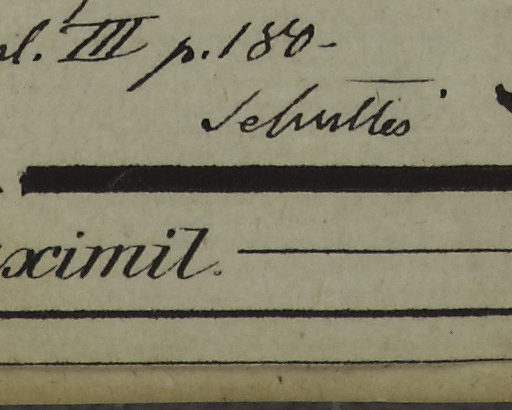 l. III p. 180-
Schultes
ximil.